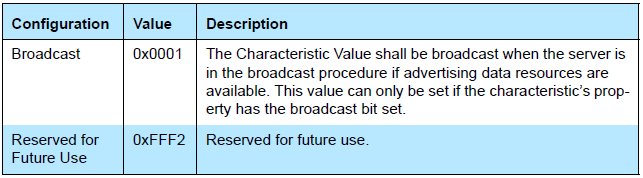 Configuration Value Description
Broadcast 0x0001 The Characteristic Value shall be broadcast when the server is
in the broadcast procedure if advertising data resources are
available. This value can only be set if the characteristic's prop-
erty has the broadcast bit set.
Reserved for 0xFFF2 Reserved for future use.
Future Use